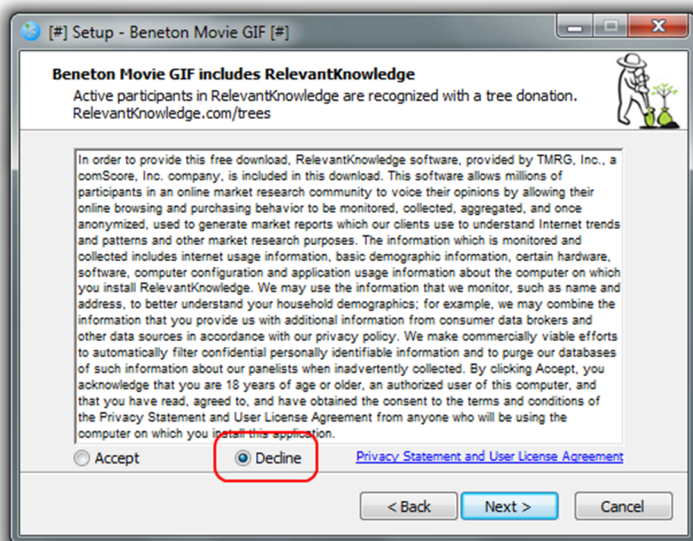 [#] Setup - Beneton Movie GIF [#]
Beneton Movie GIF includes RelevantKnowledge
Active participants in RelevantKnowledge are recognized with a tree donation.
RelevantKnowledge.com/trees
In order to provide this free download, RelevantKnowledge software, provided by TMRG, Inc., a
comScore, Inc. company, is included in this download. This software allows millions of
participants in an online market research community to voice their opinions by allowing their
online browsing and purchasing behavior to be monitored, collected, aggregated, and once
anonymized, used to generate market reports which our clients use to understand Internet trends
and patterns and other market research purposes. The information which is monitored and
collected includes internet usage information, basic demographic information, certain hardware,
software, computer configuration and application usage information about the computer on which
you install RelevantKnowledge. We may use the information that we monitor, such as name and
address, to better understand your household demographics; for example, we may combine the
information that you provide us with additional information from consumer data brokers and
other data sources in accordance with our privacy policy. We make commercially viable efforts
to automatically filter confidential personally identifiable information and to purge our databases
of such information about our panelists when inadvertently collected. By clicking Accept, you
acknowledge that you are 18 years of age or older, an authorized user of this computer, and
that you have read, agreed to, and have obtained the consent to the terms and conditions of
the Privacy Statement and User License Agreement from anyone who will be using the
computer on which you install this application.
Accept Decline Privacy Statement and User License Agreement
< Back Next > Cancel